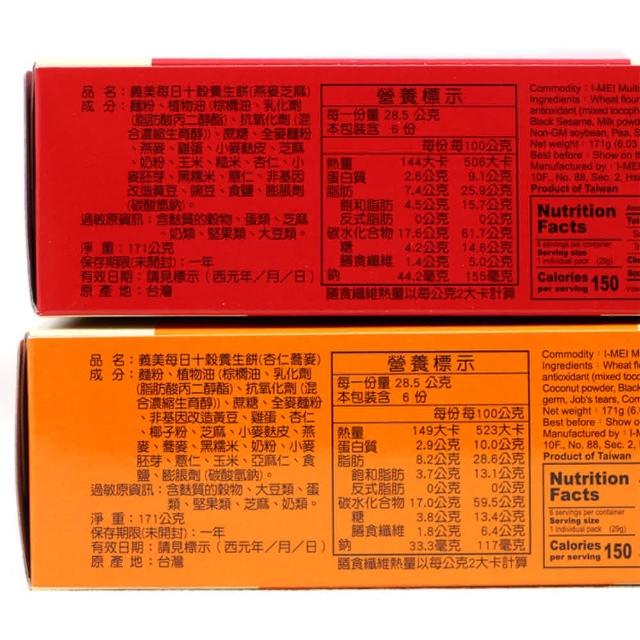 品 名：義美每日十穀養生餅(燕麥芝麻)
成 分：麵粉、植物油 (棕櫚油、乳化劑
(脂肪酸丙二醇酯)、抗氧化劑 (混
合濃縮生育醇))、蔗糖、全麥麵粉
、燕麥、雞蛋、小麥麩皮、芝麻
、奶粉、玉米、糙米、杏仁、小
麥胚芽、黑糯米、薏仁、非基因
改造黃豆、豌豆、食鹽、膨脹劑
(碳酸氫鈉)。
過敏原資訊：含麩質的穀物、蛋類、芝麻
、奶類、堅果類、大豆類。
淨 重：171公克
保存期限(未開封)：一年
有效日期：請見標示（西元年／月／日）
原 產 地：台灣
營養標示
每一份量 28.5 公克
本包裝含 6 份
每份 每100公克
熱量 144大卡 506大卡
蛋白質 2.6公克 9.1公克
脂肪 7.4公克 25.9公克
飽和脂肪 4.5公克 15.7公克
反式脂肪 0公克 0公克
碳水化合物 17.6公克 61.7公克
糖 4.2公克 14.6公克
膳食纖維 1.4公克 5.0公克
鈉 44.2毫克 155毫克
膳食纖維熱量以每公克2大卡計算
Commodity：I-MEI Multi
Ingredients：Wheat flour
antioxidant (mixed tocoph
Black Sesame, Milk powd
Non-GM soybean, Pea,
Net weight：171g (6.03
Best before：Show on th
Manufactured by：I-MEI
10F., No. 88, Sec. 2, Hsi
Product of Taiwan
Nutrition
Facts
6 servings per container
Serving size
1 individual pack (29g)
Calories
per serving 150
品 名：義美每日十穀養生餅(杏仁蕎麥)
成 分：麵粉、植物油 (棕櫚油、乳化劑
(脂肪酸丙二醇酯)、抗氧化劑 (混
合濃縮生育醇))、蔗糖、全麥麵粉
、非基因改造黃豆、雞蛋、杏仁
、椰子粉、芝麻、小麥麩皮、燕
麥、蕎麥、黑糯米、奶粉、小麥
胚芽、薏仁、玉米、亞麻仁、食
鹽、膨脹劑 (碳酸氫鈉)。
過敏原資訊：含麩質的穀物、大豆類、蛋
類、堅果類、芝麻、奶類。
淨 重：171公克
保存期限(未開封)：一年
有效日期：請見標示（西元年／月／日）
原 產 地：台灣
營養標示
每一份量 28.5 公克
本包裝含 6 份
每份 每100公克
熱量 149大卡 523大卡
蛋白質 2.9公克 10.0公克
脂肪 8.2公克 28.6公克
飽和脂肪 3.7公克 13.1公克
反式脂肪 0公克 0公克
碳水化合物 17.0公克 59.5公克
糖 3.8公克 13.4公克
膳食纖維 1.8公克 6.4公克
鈉 33.3毫克 117毫克
膳食纖維熱量以每公克2大卡計算
Commodity：I-MEI Mult
Ingredients：Wheat flo
antioxidant (mixed toco
Coconut powder, Black
germ, Job's tears, Corn
Net weight：171g (6.
Best before：Show o
Manufactured by：I-
10F., No. 88, Sec. 2,
Product of Taiwan
Nutrition
Facts
6 servings per container
Serving size
1 individual pack (29g)
Calories
per serving 150